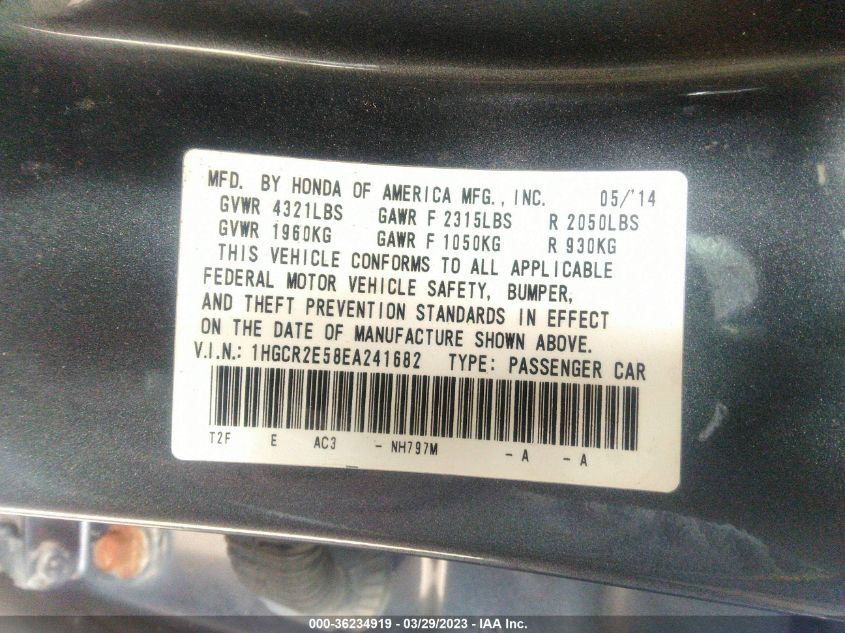 MFD. BY HONDA OF AMERICA MFG., INC. 05/'14
GVWR 4321LBS GAWR F 2315LBS R 2050LBS
GVWR 1960KG GAWR F 1050KG R 930KG
THIS VEHICLE CONFORMS TO ALL APPLICABLE
FEDERAL MOTOR VEHICLE SAFETY, BUMPER,
AND THEFT PREVENTION STANDARDS IN EFFECT
ON THE DATE OF MANUFACTURE SHOWN ABOVE.
V.I.N.: 1HGCR2E58EA241682 TYPE: PASSENGER CAR
T2F E AC3 - NH797M - A - A
000-36234919 - 03/29/2023 - IAA Inc.